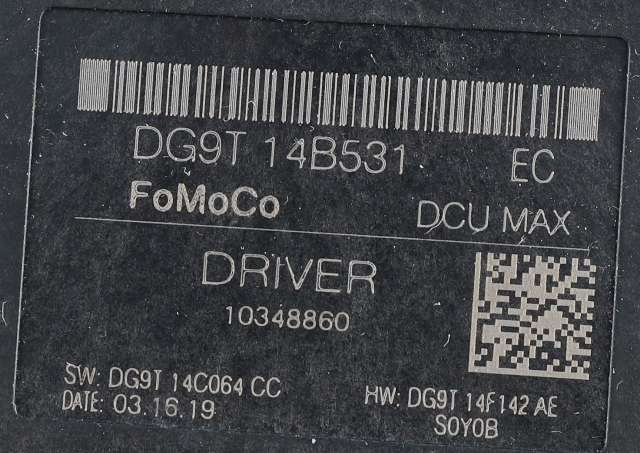 DG9T 14B531 EC
FoMoCo DCU MAX
DRIVER
10348860
SW: DG9T 14C064 CC
DATE: 03.16.19
HW: DG9T 14F142 AE
S0Y0B